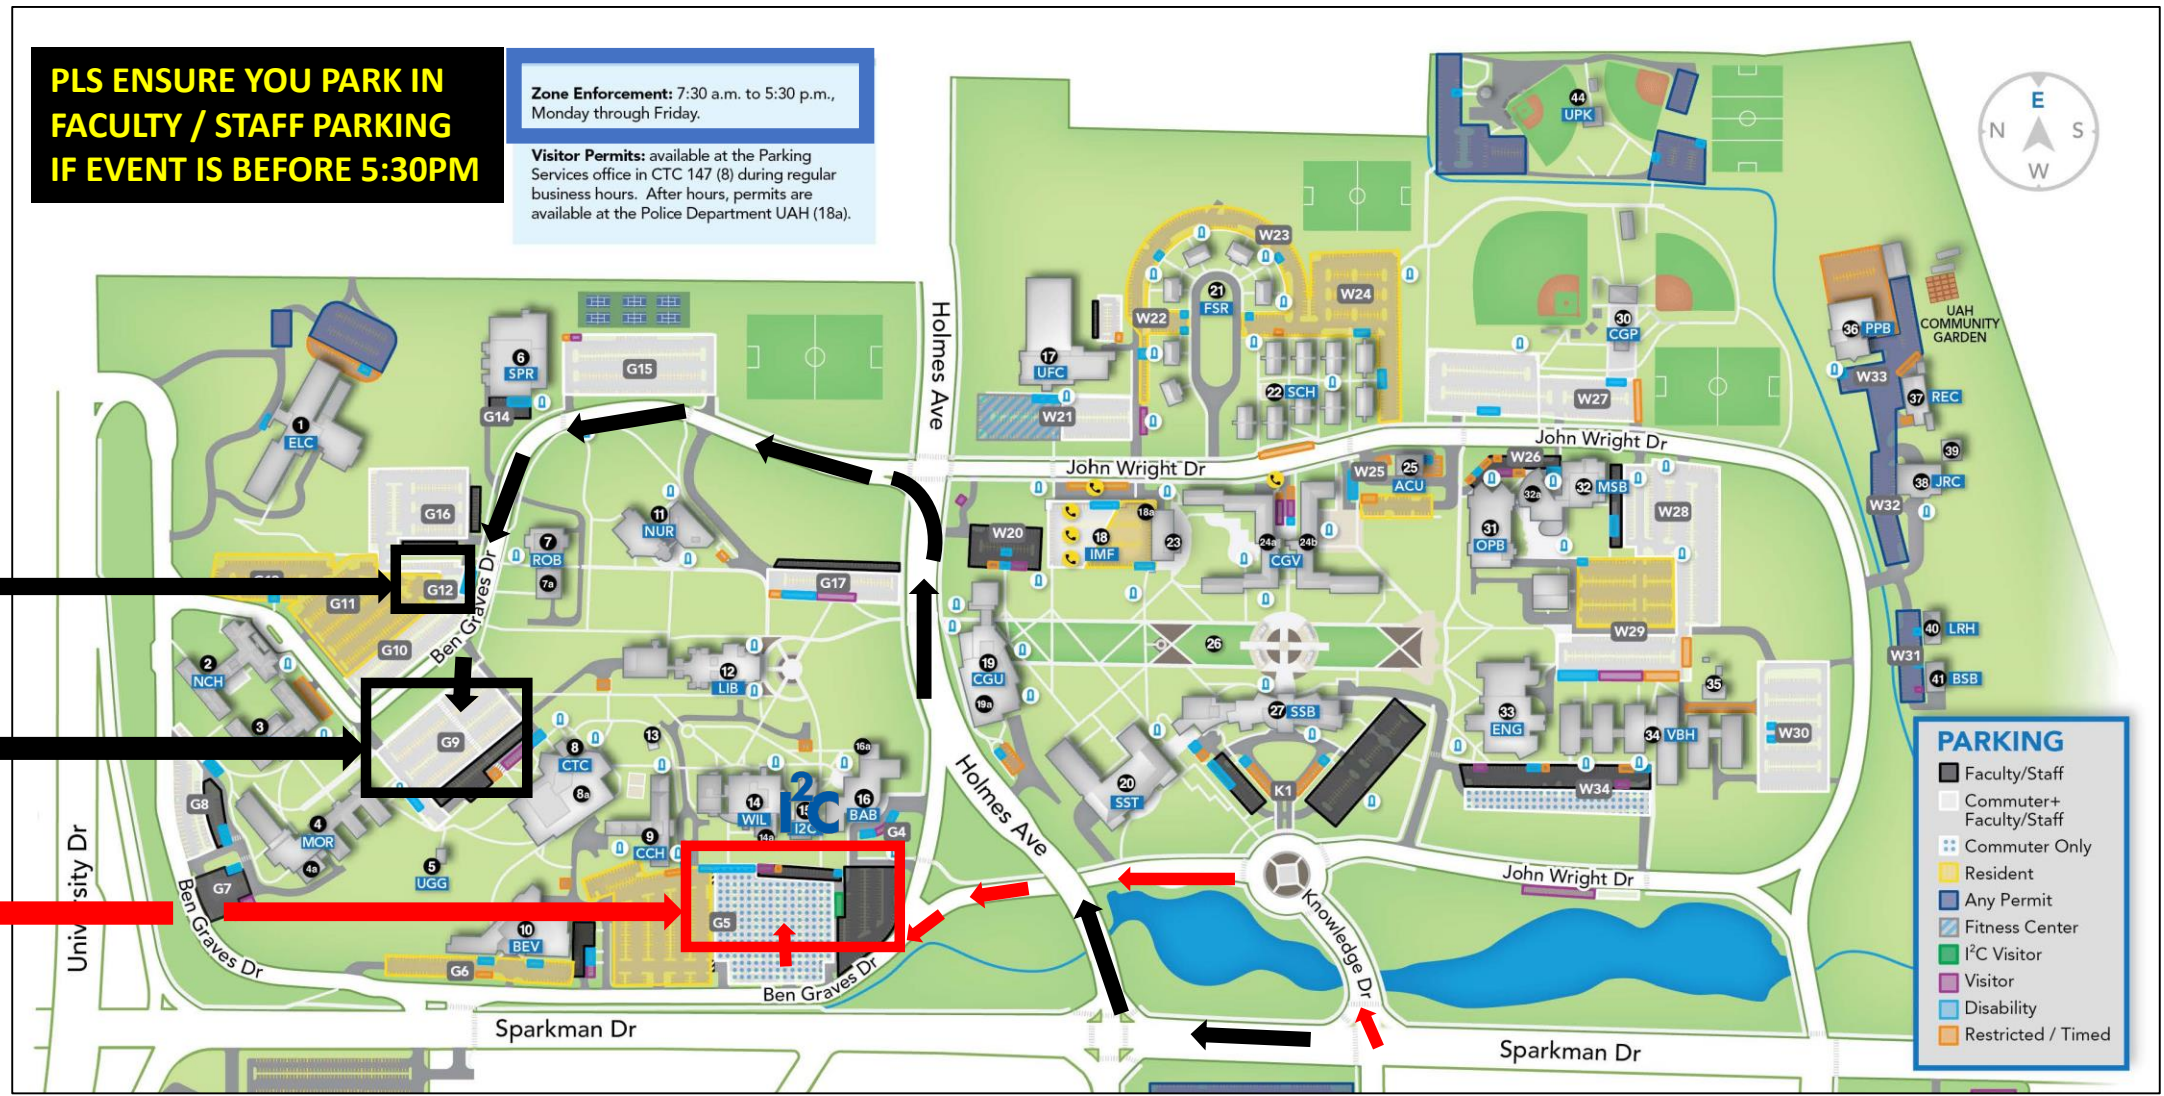 PLS ENSURE YOU PARK IN
FACULTY / STAFF PARKING
IF EVENT IS BEFORE 5:30PM
Zone Enforcement: 7:30 a.m. to 5:30 p.m.,
Monday through Friday.
Visitor Permits: available at the Parking
Services office in CTC 147 (8) during regular
business hours. After hours, permits are
available at the Police Department UAH (18a).
E
N
S
W
44
UPK
W23
W24
21
FSR
W22
Holmes Ave
17
UFC
W21
22 SCH
30
CGP
W27
36 PPB
UAH
COMMUNITY
GARDEN
W33
37 REC
39
38 JRC
W32
6
SPR
G15
G14
1
ELC
John Wright Dr
John Wright Dr
W25
25
ACU
W26
32 MSB
32a
W28
31
OPB
G16
11
NUR
7
ROB
7a
G12
G11
G10
Ben Graves Dr
G17
W20
18a
18
IMF
23
24a
24b
CGV
W29
40 LRH
W31
41 BSB
2
NCH
3
12
LIB
19
CGU
19a
26
27 SSB
33
ENG
35
34 VBH
W30
G9
8
CTC
8a
13
16a
I²C
14
WIL
14a
15
I2C
16
BAB
G4
Holmes Ave
20
SST
K1
W34
G8
4
MOR
4a
5
UGG
9
CCH
G7
University Dr
Ben Graves Dr
10
BEV
G6
G5
Ben Graves Dr
John Wright Dr
Knowledge Dr
Sparkman Dr
Sparkman Dr
PARKING
Faculty/Staff
Commuter+
Faculty/Staff
Commuter Only
Resident
Any Permit
Fitness Center
I²C Visitor
Visitor
Disability
Restricted / Timed